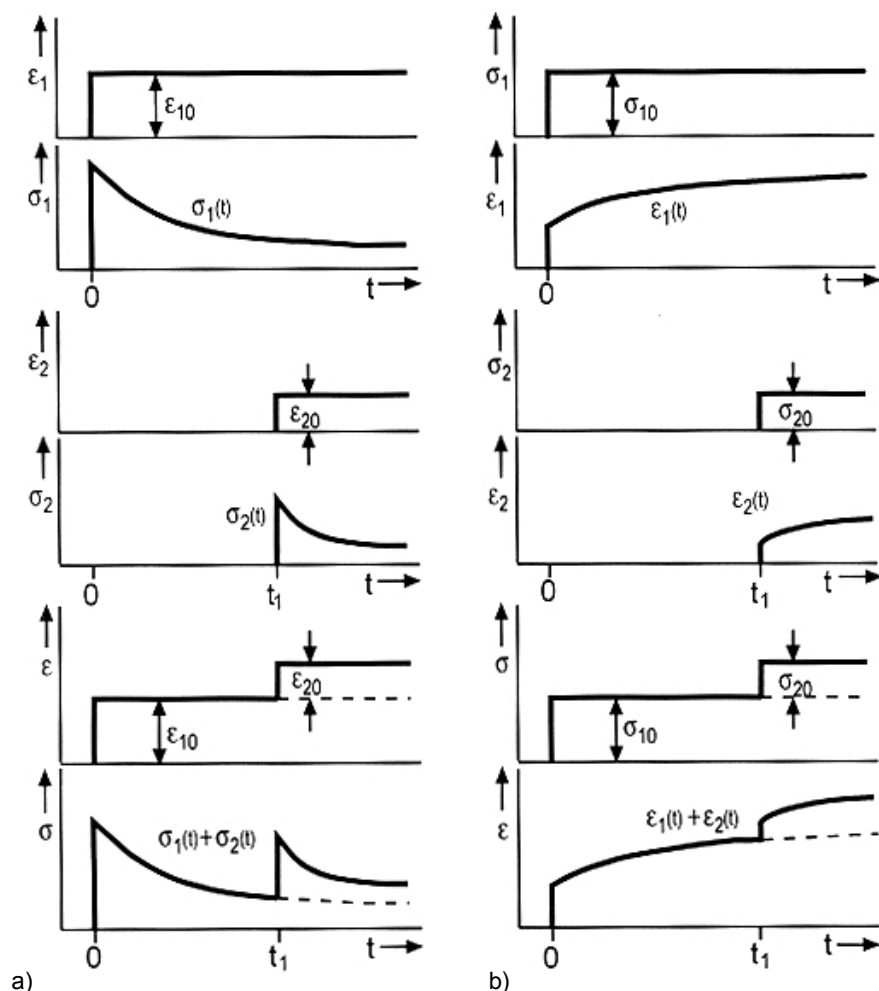 ε₁
ε₁₀
σ₁
σ₁(t)
0
t
ε₂
ε₂₀
σ₂
σ₂(t)
0
t₁
t
ε
ε₁₀
ε₂₀
σ
σ₁(t)+σ₂(t)
0
t₁
t
a)
σ₁
σ₁₀
ε₁
ε₁(t)
0
t
σ₂
σ₂₀
ε₂
ε₂(t)
0
t₁
t
σ
σ₁₀
σ₂₀
ε
ε₁(t)+ε₂(t)
0
t₁
t
b)